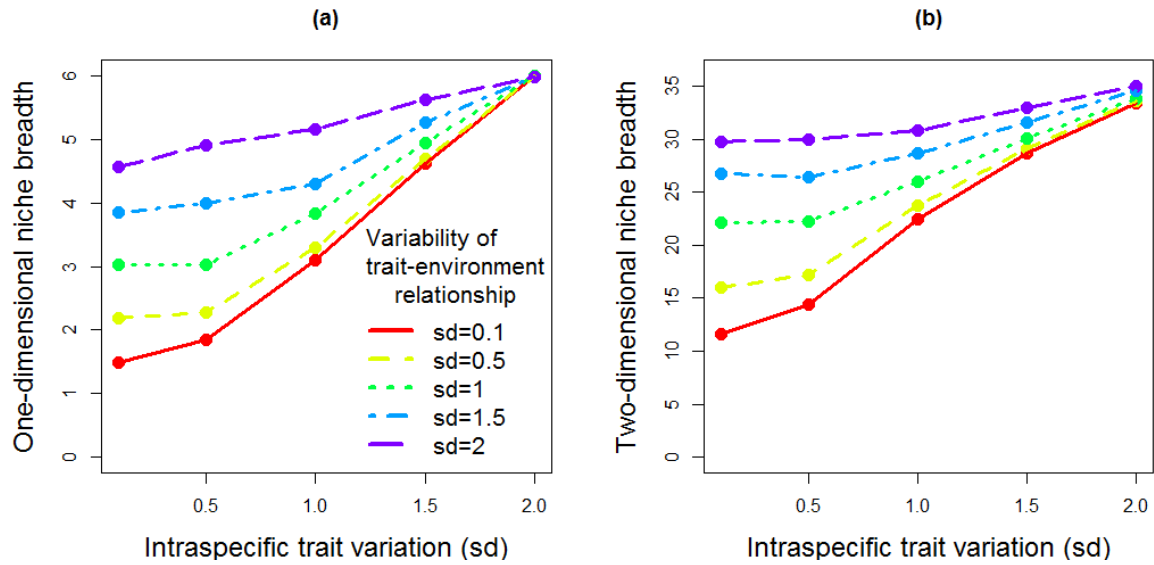 (a)
One-dimensional niche breadth
0
1
2
3
4
5
6
0.5
1.0
1.5
2.0
Intraspecific trait variation (sd)
Variability of
trait-environment
relationship
sd=0.1
sd=0.5
sd=1
sd=1.5
sd=2
(b)
Two-dimensional niche breadth
0
5
10
15
20
25
30
35
0.5
1.0
1.5
2.0
Intraspecific trait variation (sd)